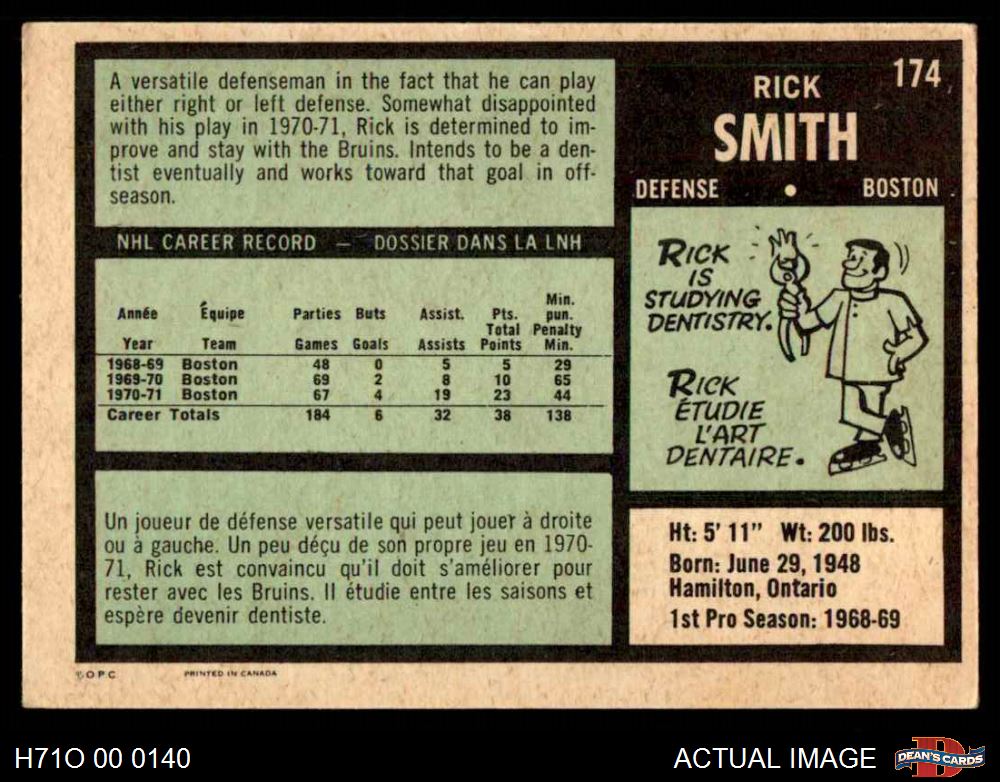 A versatile defenseman in the fact that he can play
either right or left defense. Somewhat disappointed
with his play in 1970-71, Rick is determined to im-
prove and stay with the Bruins. Intends to be a den-
tist eventually and works toward that goal in off-
season.
174
RICK
SMITH
DEFENSE • BOSTON
NHL CAREER RECORD — DOSSIER DANS LA LNH
Année Équipe Parties Buts Assist. Pts. Min. pun.
Year Team Games Goals Assists Total Points Penalty Min.
1968-69 Boston 48 0 5 5 29
1969-70 Boston 69 2 8 10 65
1970-71 Boston 67 4 19 23 44
Career Totals 184 6 32 38 138
RICK
IS
STUDYING
DENTISTRY.
RICK
ÉTUDIE
L'ART
DENTAIRE.
Un joueur de défense versatile qui peut jouer à droite
ou à gauche. Un peu déçu de son propre jeu en 1970-
71, Rick est convaincu qu'il doit s'améliorer pour
rester avec les Bruins. Il étudie entre les saisons et
espère devenir dentiste.
Ht: 5' 11" Wt: 200 lbs.
Born: June 29, 1948
Hamilton, Ontario
1st Pro Season: 1968-69
© O P C PRINTED IN CANADA
H71O 00 0140
ACTUAL IMAGE
D
DEAN'S CARDS